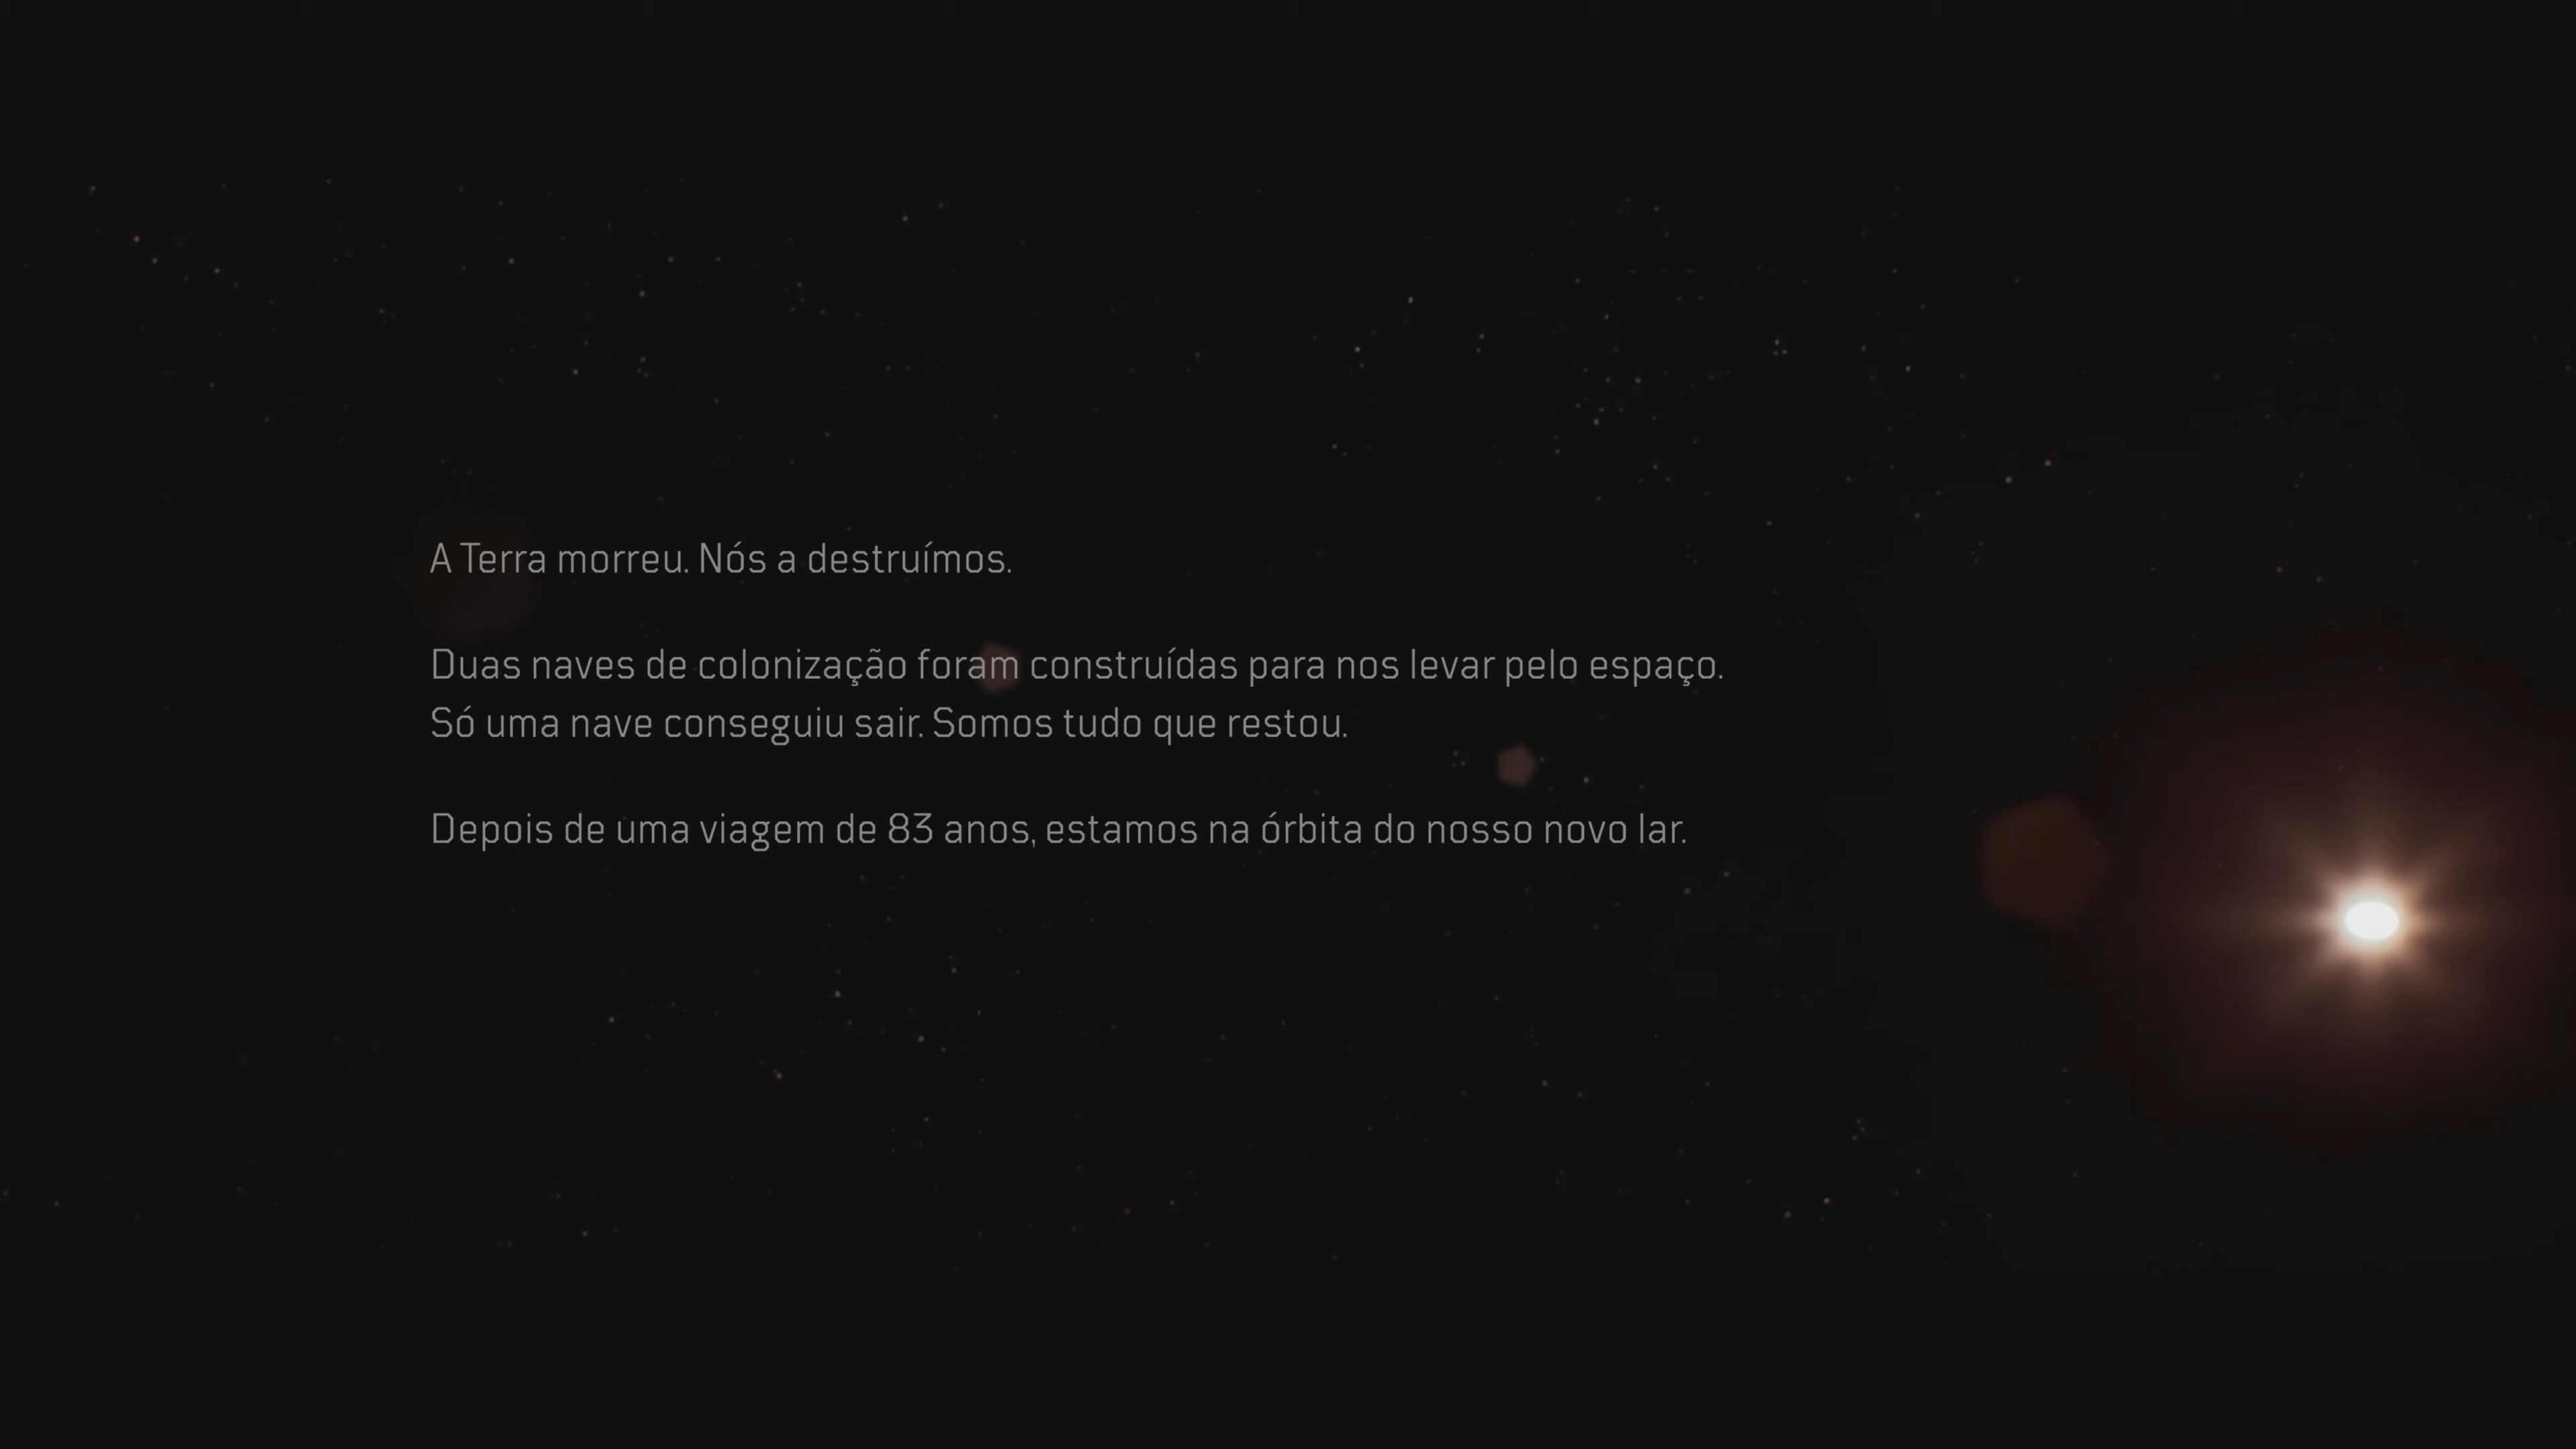 A Terra morreu. Nós a destruímos.
Duas naves de colonização foram construídas para nos levar pelo espaço.
Só uma nave conseguiu sair. Somos tudo que restou.
Depois de uma viagem de 83 anos, estamos na órbita do nosso novo lar.